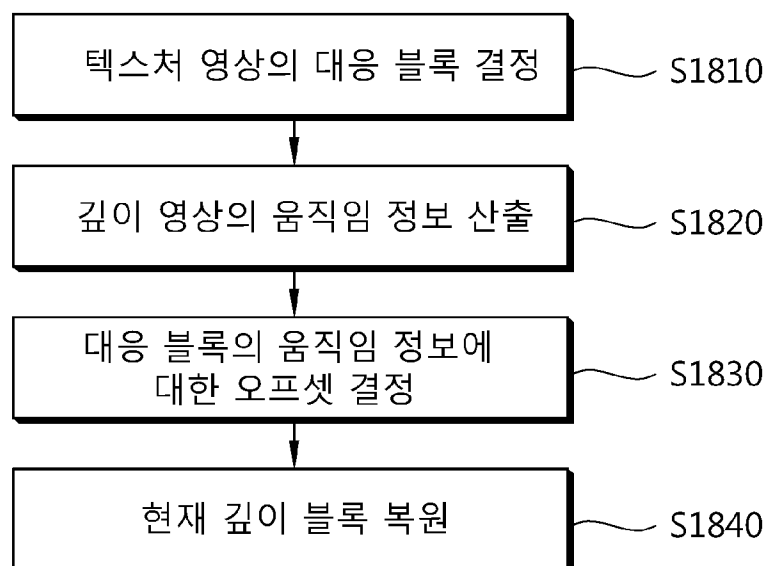 텍스처 영상의 대응 블록 결정
S1810
깊이 영상의 움직임 정보 산출
S1820
대응 블록의 움직임 정보에
대한 오프셋 결정
S1830
현재 깊이 블록 복원
S1840